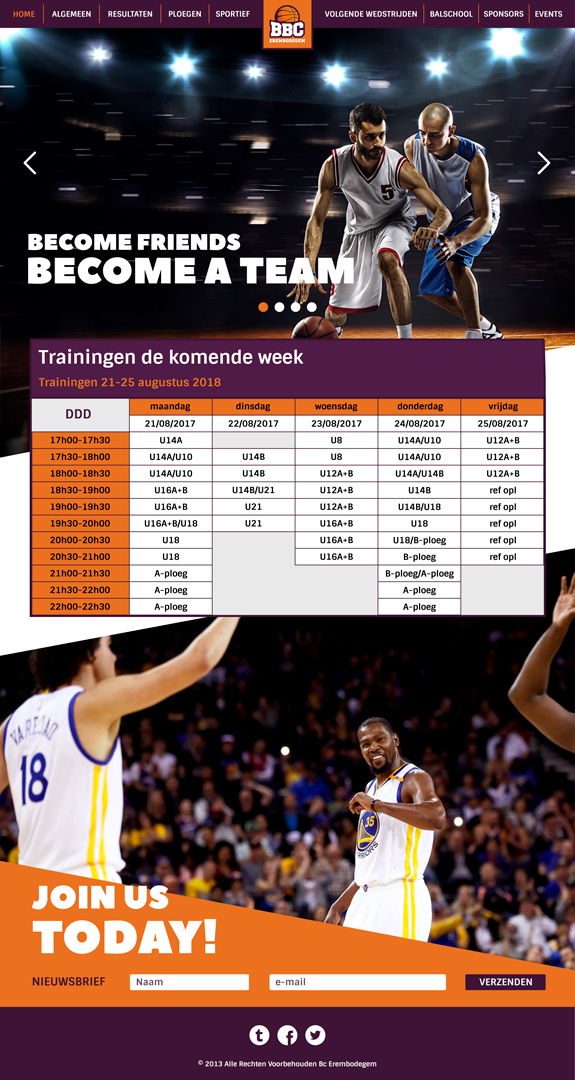 HOME ALGEMEEN RESULTATEN PLOEGEN SPORTIEF BBC EREMBODEGEM VOLGENDE WEDSTRIJDEN BALSCHOOL SPONSORS EVENTS
5
BECOME FRIENDS
BECOME A TEAM
Trainingen de komende week
Trainingen 21-25 augustus 2018
DDD maandag dinsdag woensdag donderdag vrijdag
21/08/2017 22/08/2017 23/08/2017 24/08/2017 25/08/2017
17h00-17h30 U14A U8 U14A/U10 U12A+B
17h30-18h00 U14A/U10 U14B U8 U14A/U10 U12A+B
18h00-18h30 U14A/U10 U14B U12A+B U14A/U14B U12A+B
18h30-19h00 U16A+B U14B/U21 U12A+B U14B ref opl
19h00-19h30 U16A+B U21 U12A+B U14B/U18 ref opl
19h30-20h00 U16A+B/U18 U21 U12A+B U18 ref opl
20h00-20h30 U18 U16A+B U18/B-ploeg ref opl
20h30-21h00 U18 U16A+B B-ploeg ref opl
21h00-21h30 A-ploeg B-ploeg/A-ploeg
21h30-22h00 A-ploeg A-ploeg
22h00-22h30 A-ploeg A-ploeg
18
35
JOIN US
TODAY!
NIEUWSBRIEF Naam e-mail VERZENDEN
© 2013 Alle Rechten Voorbehouden Bc Erembodegem